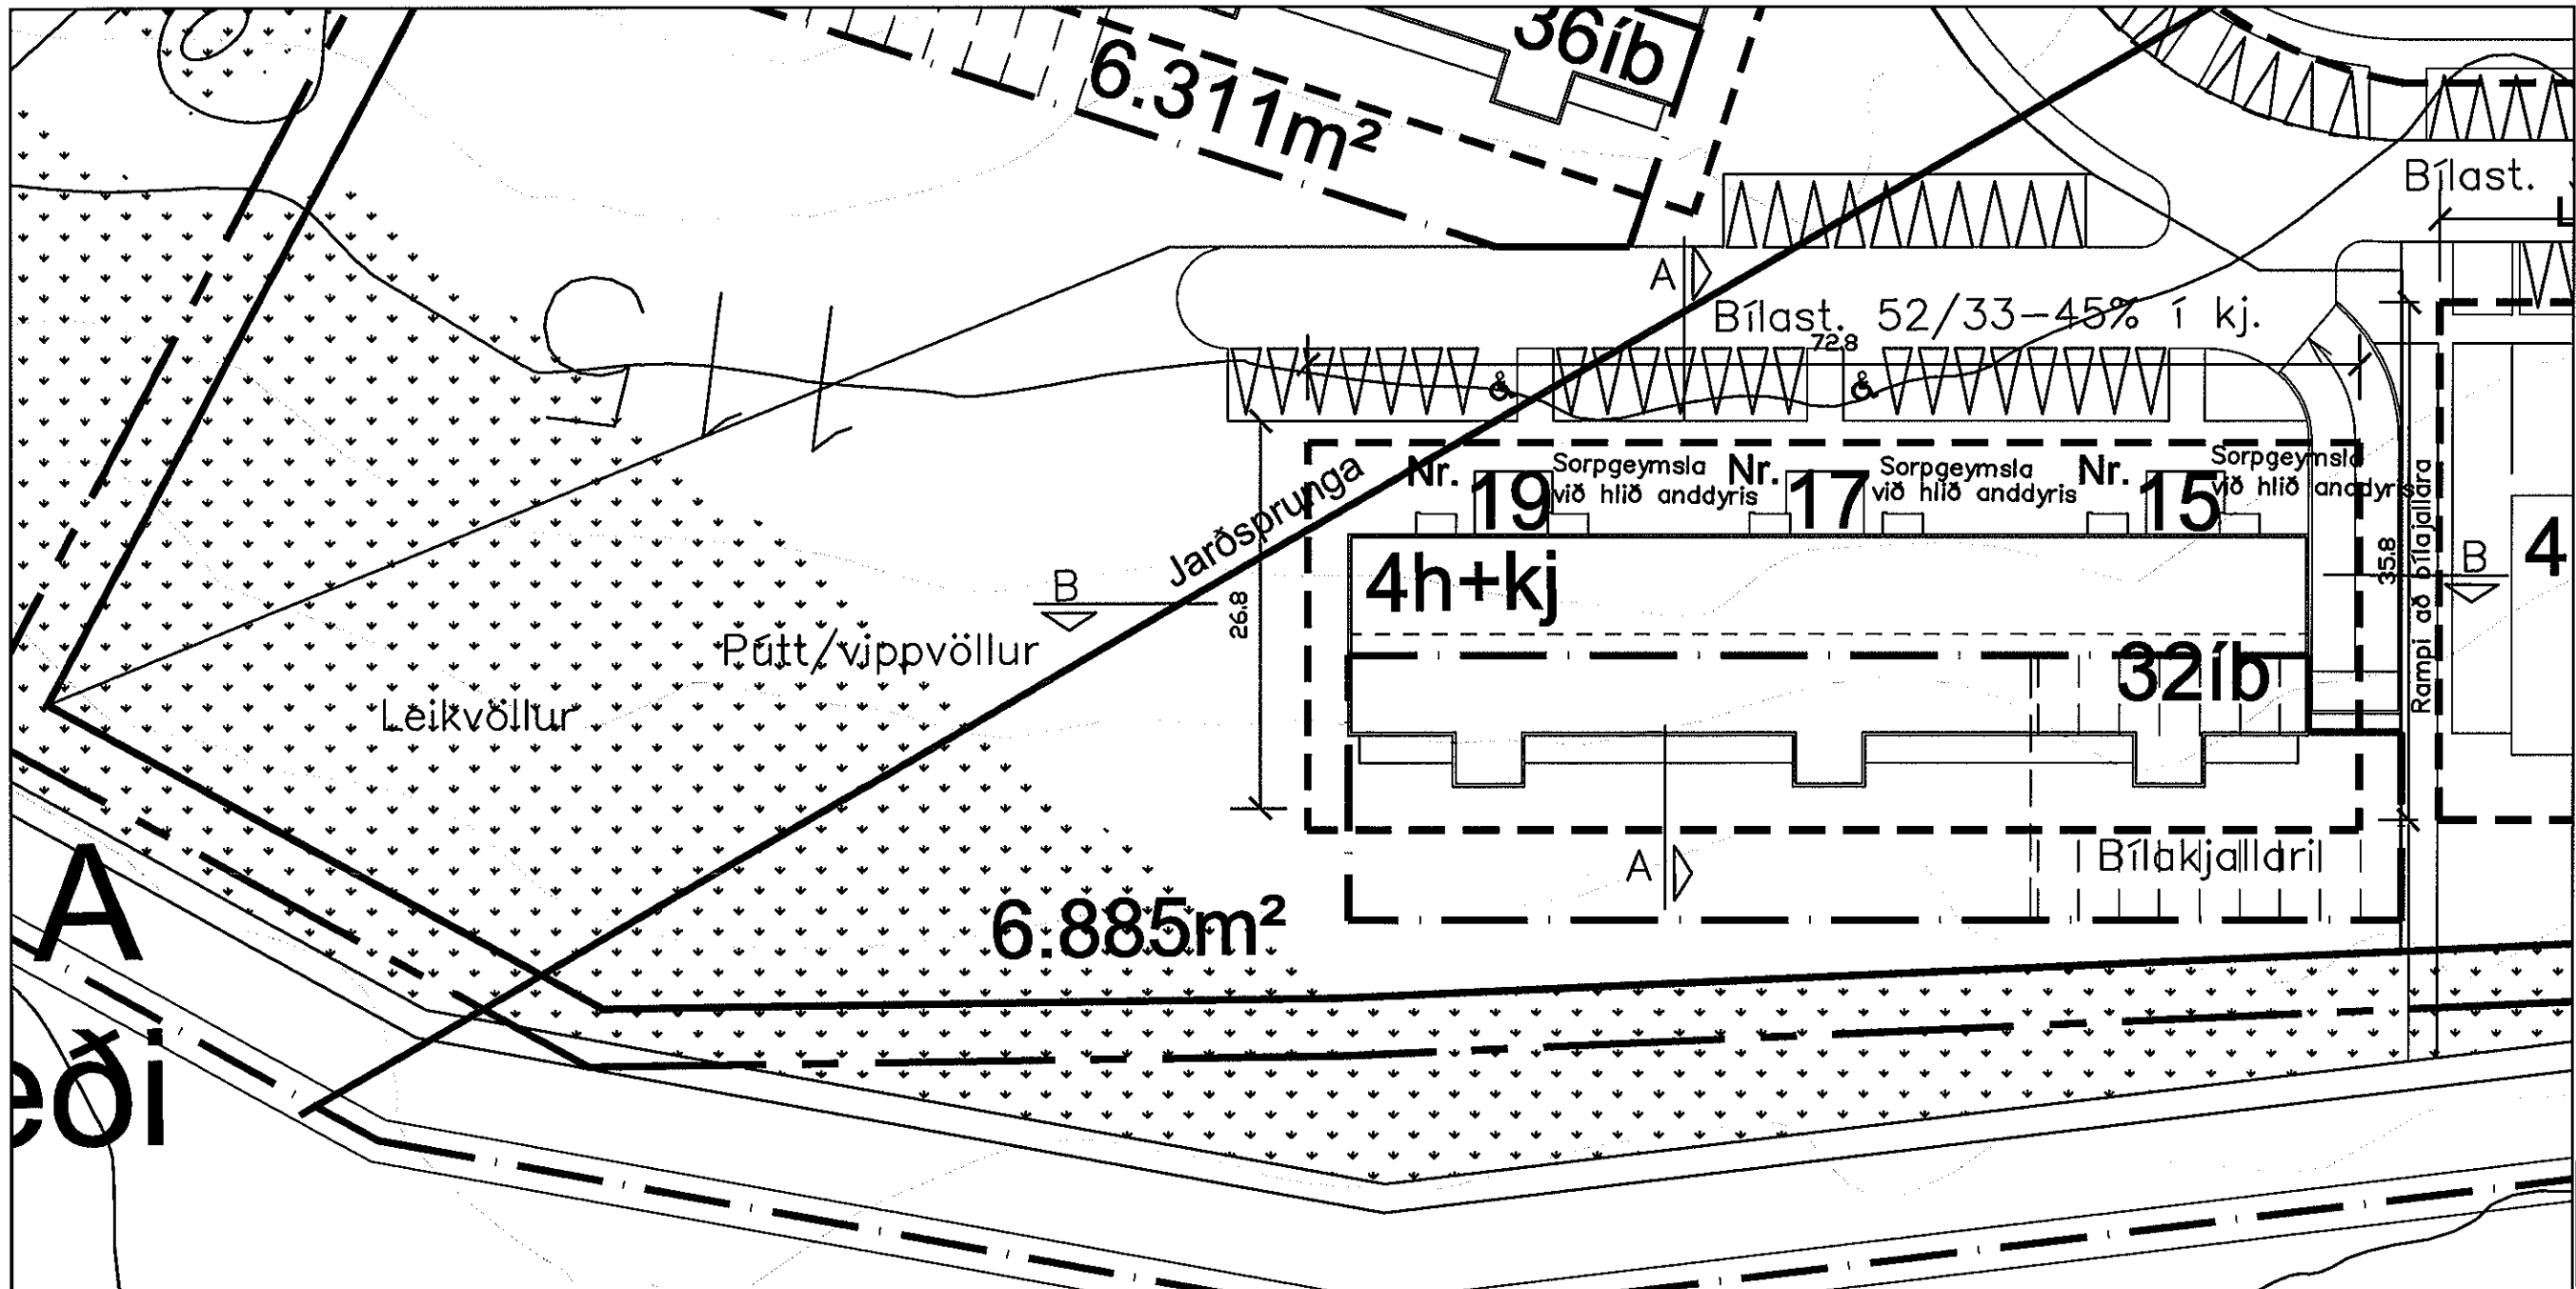 36íb
6.311m²
Bílast.
L
A
Bílast. 52/33-45% í kj.
72.8
Nr. 19
Sorpgeymsla
við hlið anddyris
Nr. 17
Sorpgeymsla
við hlið anddyris
Nr. 15
Sorpgeymsla
við hlið anddyris
Jarðsprunga
4h+kj
B
26.8
35.8
Rampi að bílajallara
B
4
Pútt/vippvöllur
32íb
Leikvöllur
A
Bílakjallari
A
6.885m²
eði